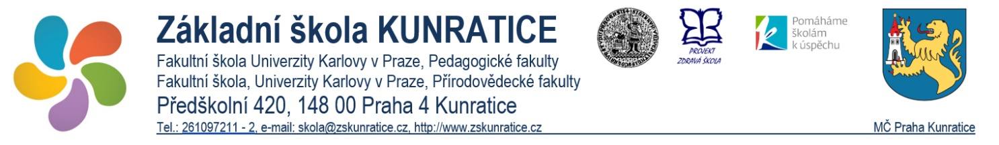 Základní škola KUNRATICE
Fakultní škola Univerzity Karlovy v Praze, Pedagogické fakulty
Fakultní škola, Univerzity Karlovy v Praze, Přírodovědecké fakulty
Předškolní 420, 148 00 Praha 4 Kunratice
Tel.: 261097211 - 2, e-mail: skola@zskunratice.cz, http://www.zskunratice.cz
PROJEKT
ZDRAVÁ ŠKOLA
Pomáháme
školám
k úspěchu
MČ Praha Kunratice